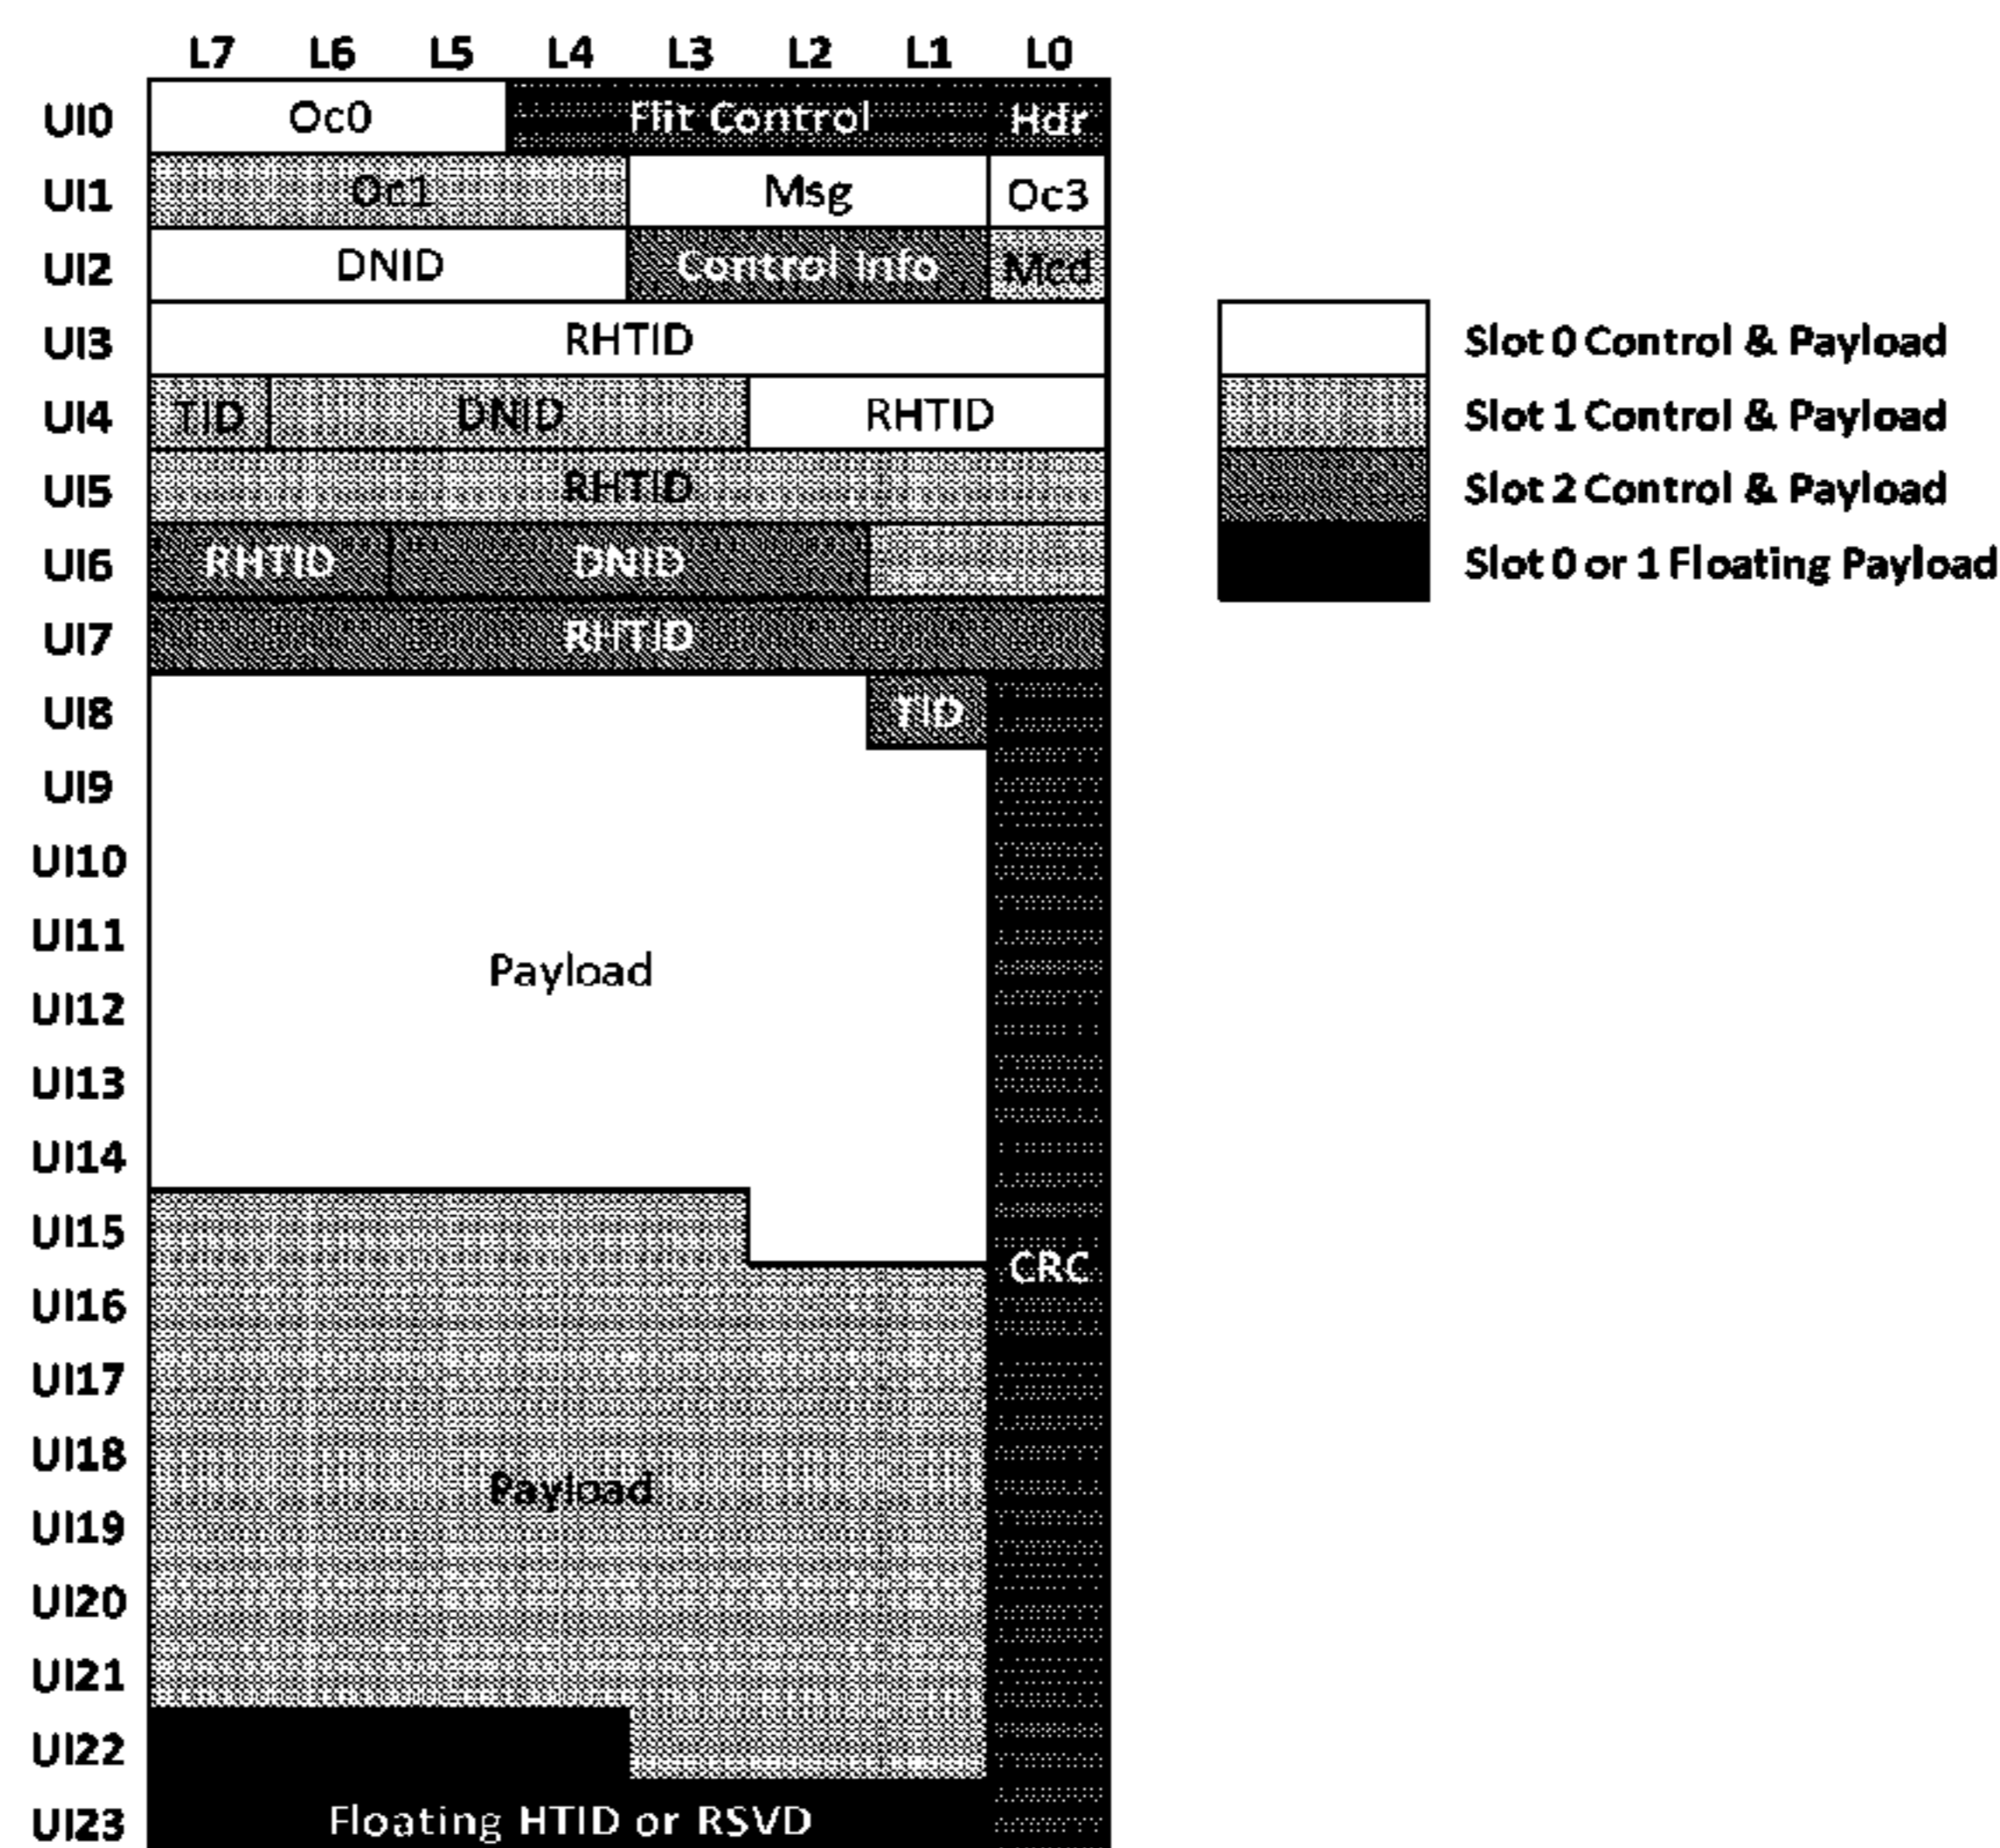 L7 L6 L5 L4 L3 L2 L1 L0
UI0 Oc0 Flit Control Hdr
UI1 Oc1 Msg Oc3
UI2 DNID Control Info Mcd
UI3 RHTID Slot 0 Control & Payload
UI4 TID DNID RHTID Slot 1 Control & Payload
UI5 RHTID Slot 2 Control & Payload
UI6 RHTID DNID Slot 0 or 1 Floating Payload
UI7 RHTID
UI8 TID
UI9
UI10
UI11
Payload
UI12
UI13
UI14
UI15
CRC
UI16
UI17
UI18
Payload
UI19
UI20
UI21
UI22
UI23 Floating HTID or RSVD